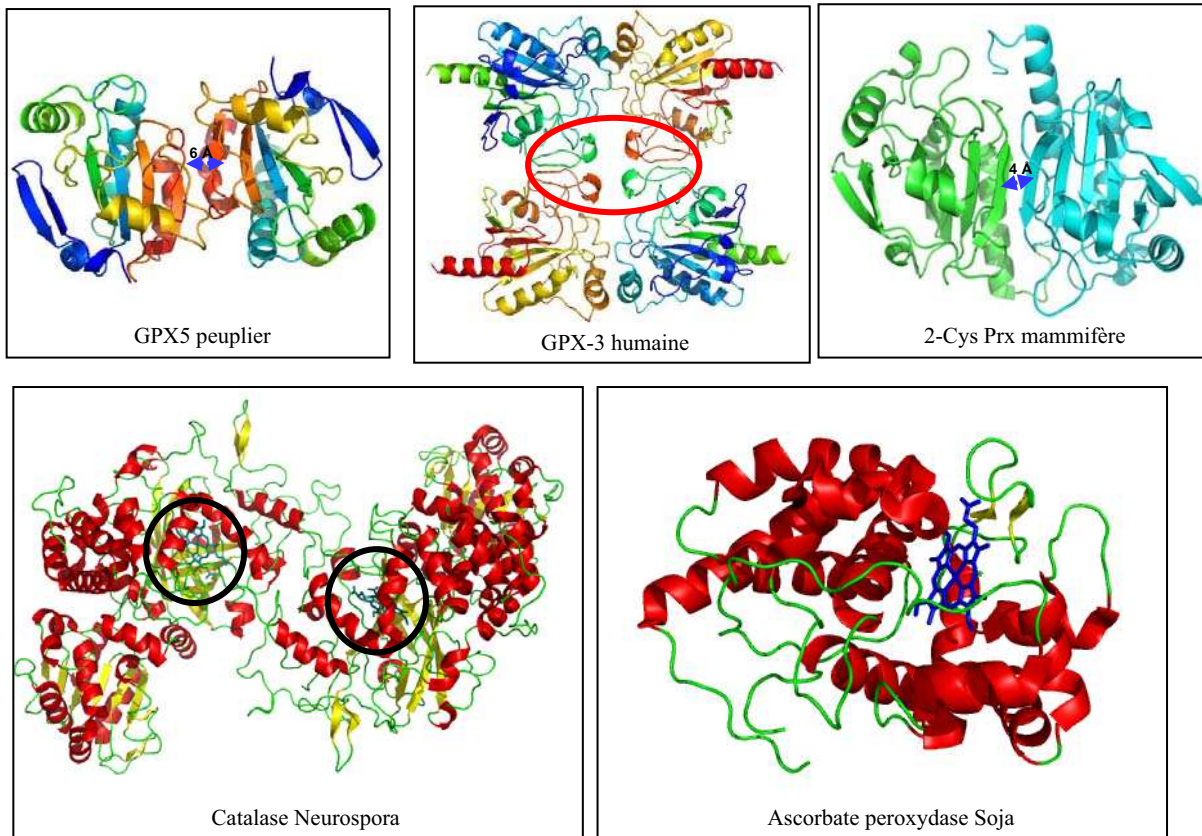 6 Å
GPX5 peuplier
GPX-3 humaine
4 Å
2-Cys Prx mammifère
Catalase Neurospora
Ascorbate peroxydase Soja